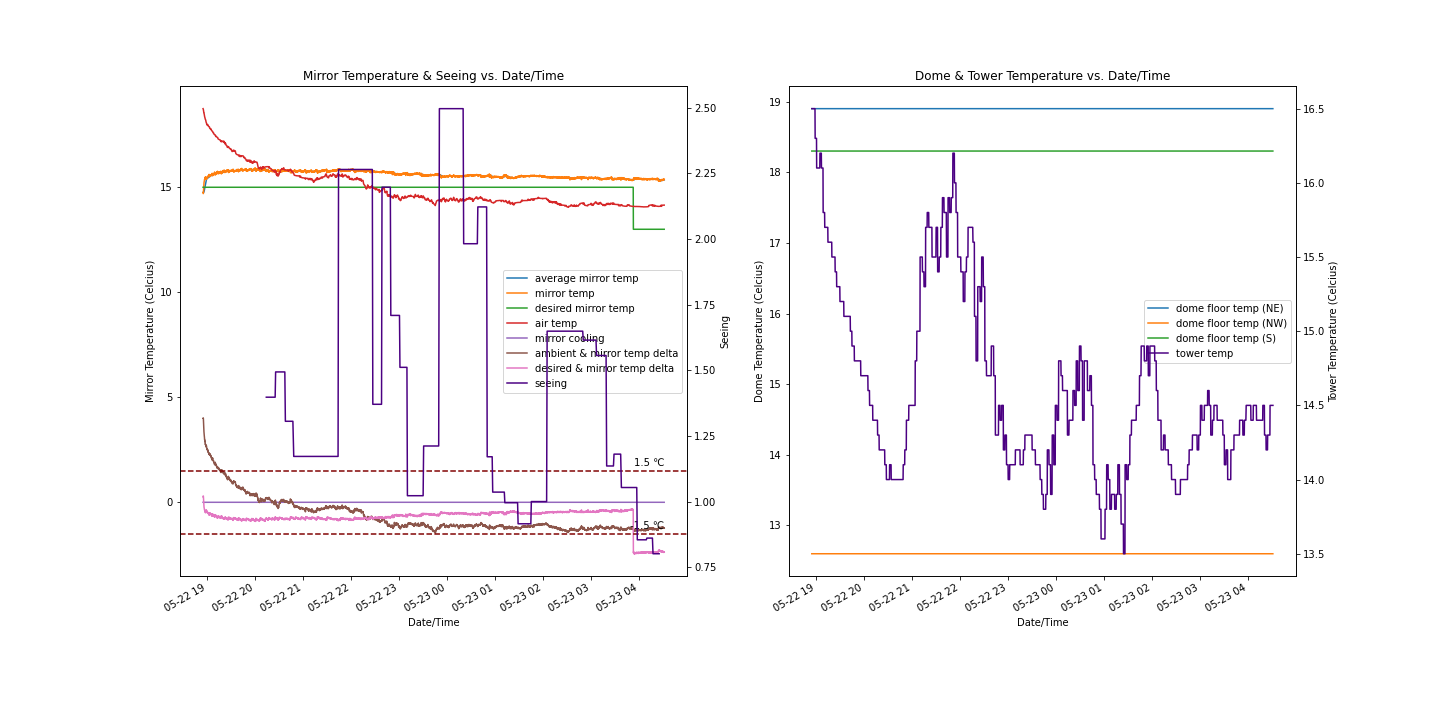 Mirror Temperature & Seeing vs. Date/Time
Mirror Temperature (Celcius)
15
10
5
0
2.50
2.25
2.00
1.75
1.50
1.25
1.00
0.75
Seeing
average mirror temp
mirror temp
desired mirror temp
air temp
mirror cooling
ambient & mirror temp delta
desired & mirror temp delta
seeing
1.5 °C
-1.5 °C
05-22 19
05-22 20
05-22 21
05-22 22
05-22 23
05-23 00
05-23 01
05-23 02
05-23 03
05-23 04
Date/Time
Dome & Tower Temperature vs. Date/Time
Dome Temperature (Celcius)
19
18
17
16
15
14
13
16.5
16.0
15.5
15.0
14.5
14.0
13.5
Tower Temperature (Celcius)
dome floor temp (NE)
dome floor temp (NW)
dome floor temp (S)
tower temp
05-22 19
05-22 20
05-22 21
05-22 22
05-22 23
05-23 00
05-23 01
05-23 02
05-23 03
05-23 04
Date/Time